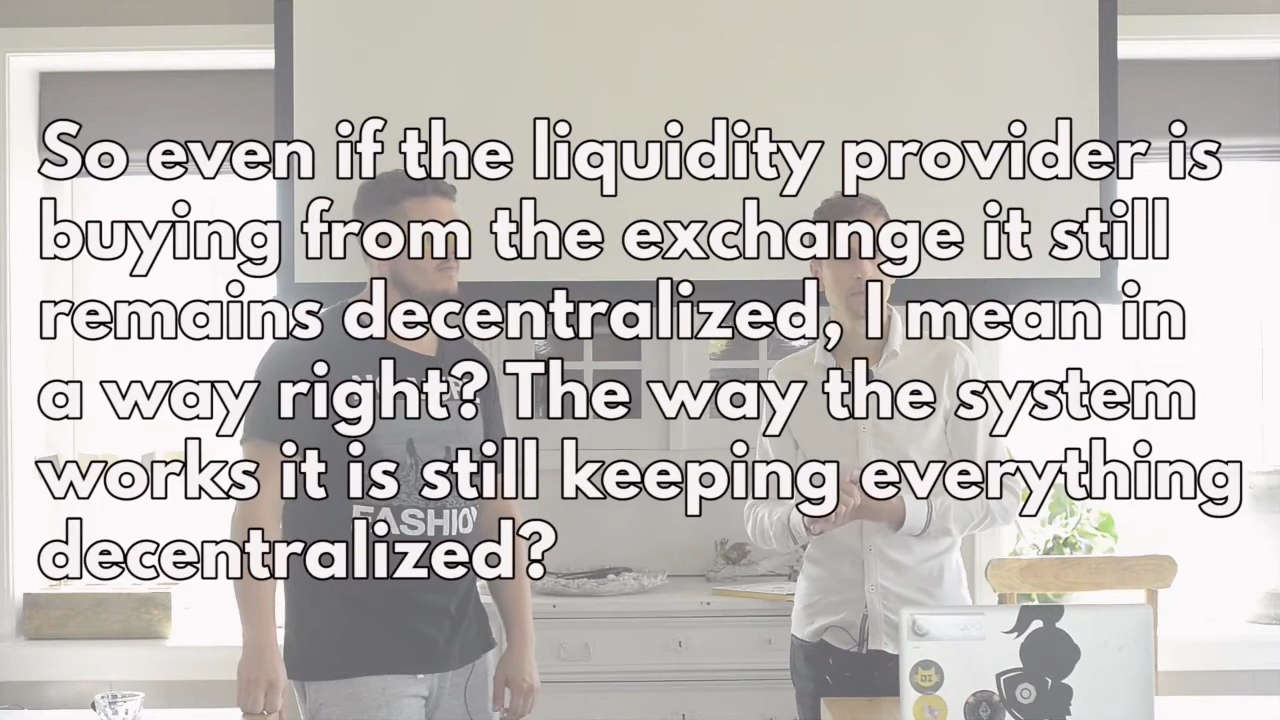 So even if the liquidity provider is
buying from the exchange it still
remains decentralized, I mean in
a way right? The way the system
works it is still keeping everything
decentralized?
FASHION